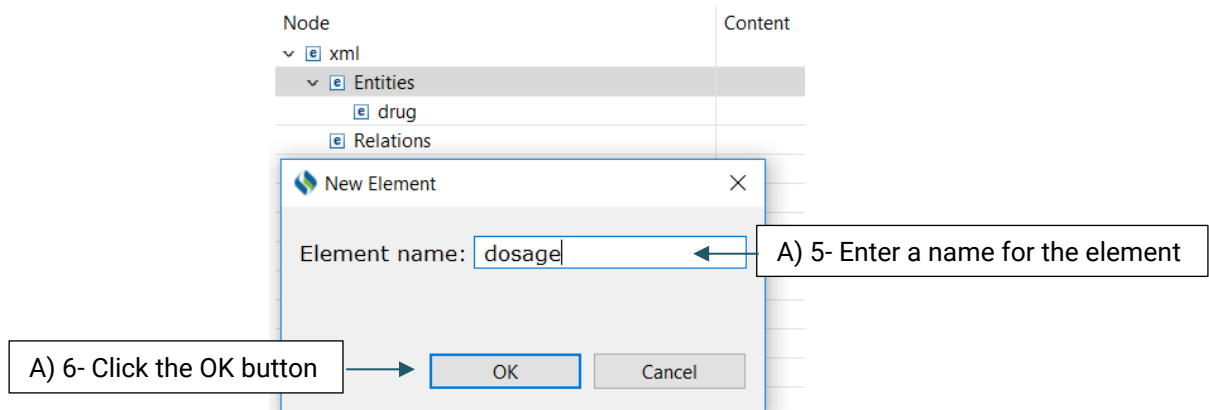 Node Content
xml
Entities
drug
Relations
New Element
Element name: dosage
A) 5- Enter a name for the element
A) 6- Click the OK button
OK Cancel